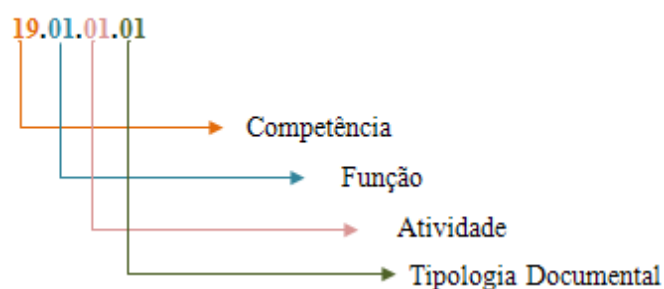 19.01.01.01
Competência
Função
Atividade
Tipologia Documental